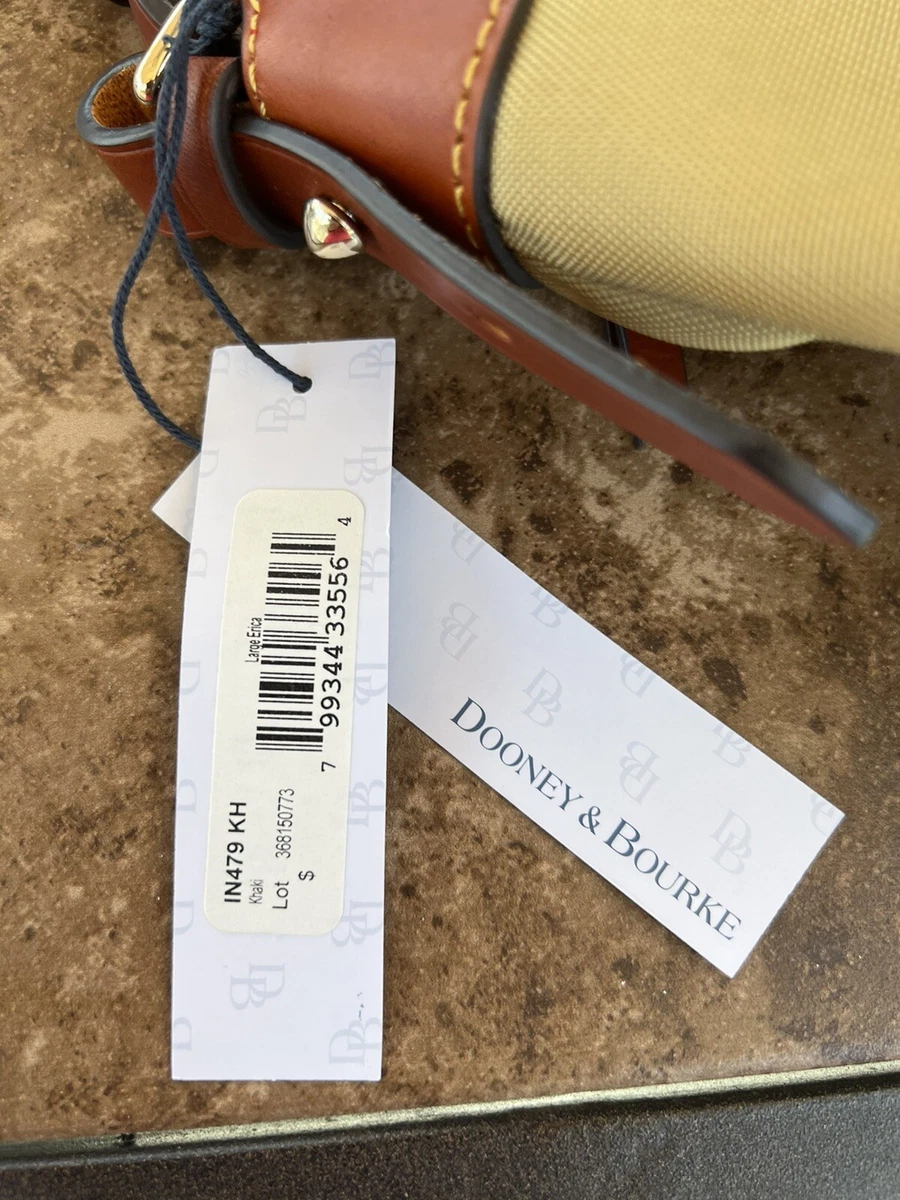 IN479 KH
Khaki
Large Erica
Lot 368150773
$
7 99344 33556 4
DOONEY & BOURKE